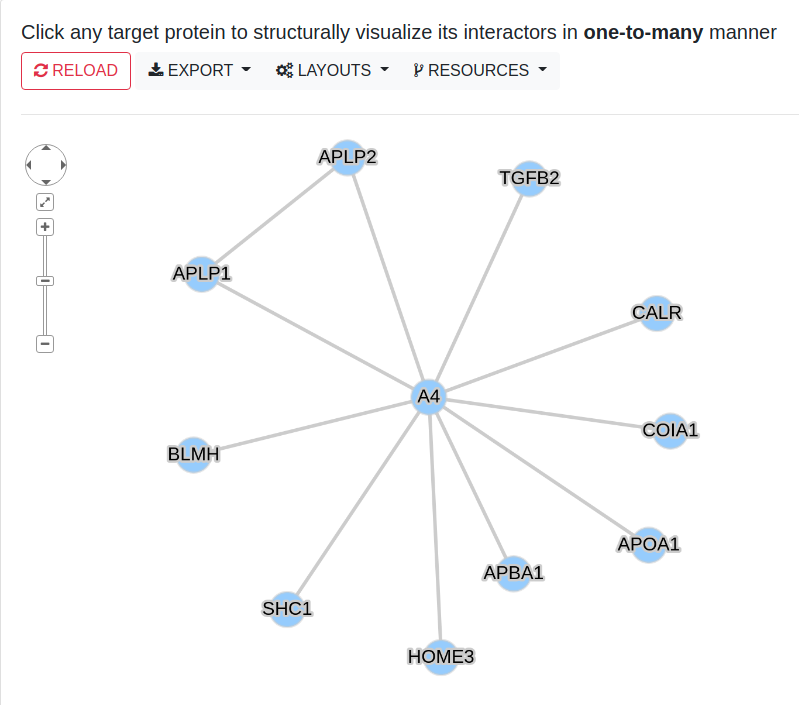 Click any target protein to structurally visualize its interactors in one-to-many manner
RELOAD EXPORT LAYOUTS RESOURCES
APLP2
TGFB2
APLP1
CALR
A4
COIA1
BLMH
APOA1
APBA1
SHC1
HOME3